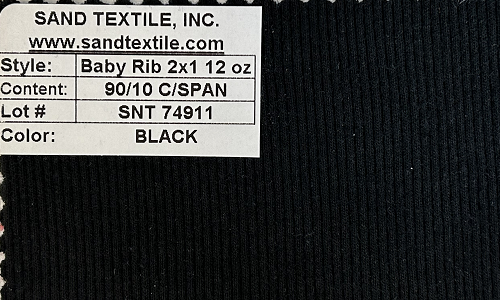 SAND TEXTILE, INC.
www.sandtextile.com
Style: Baby Rib 2x1 12 oz
Content: 90/10 C/SPAN
Lot # SNT 74911
Color: BLACK